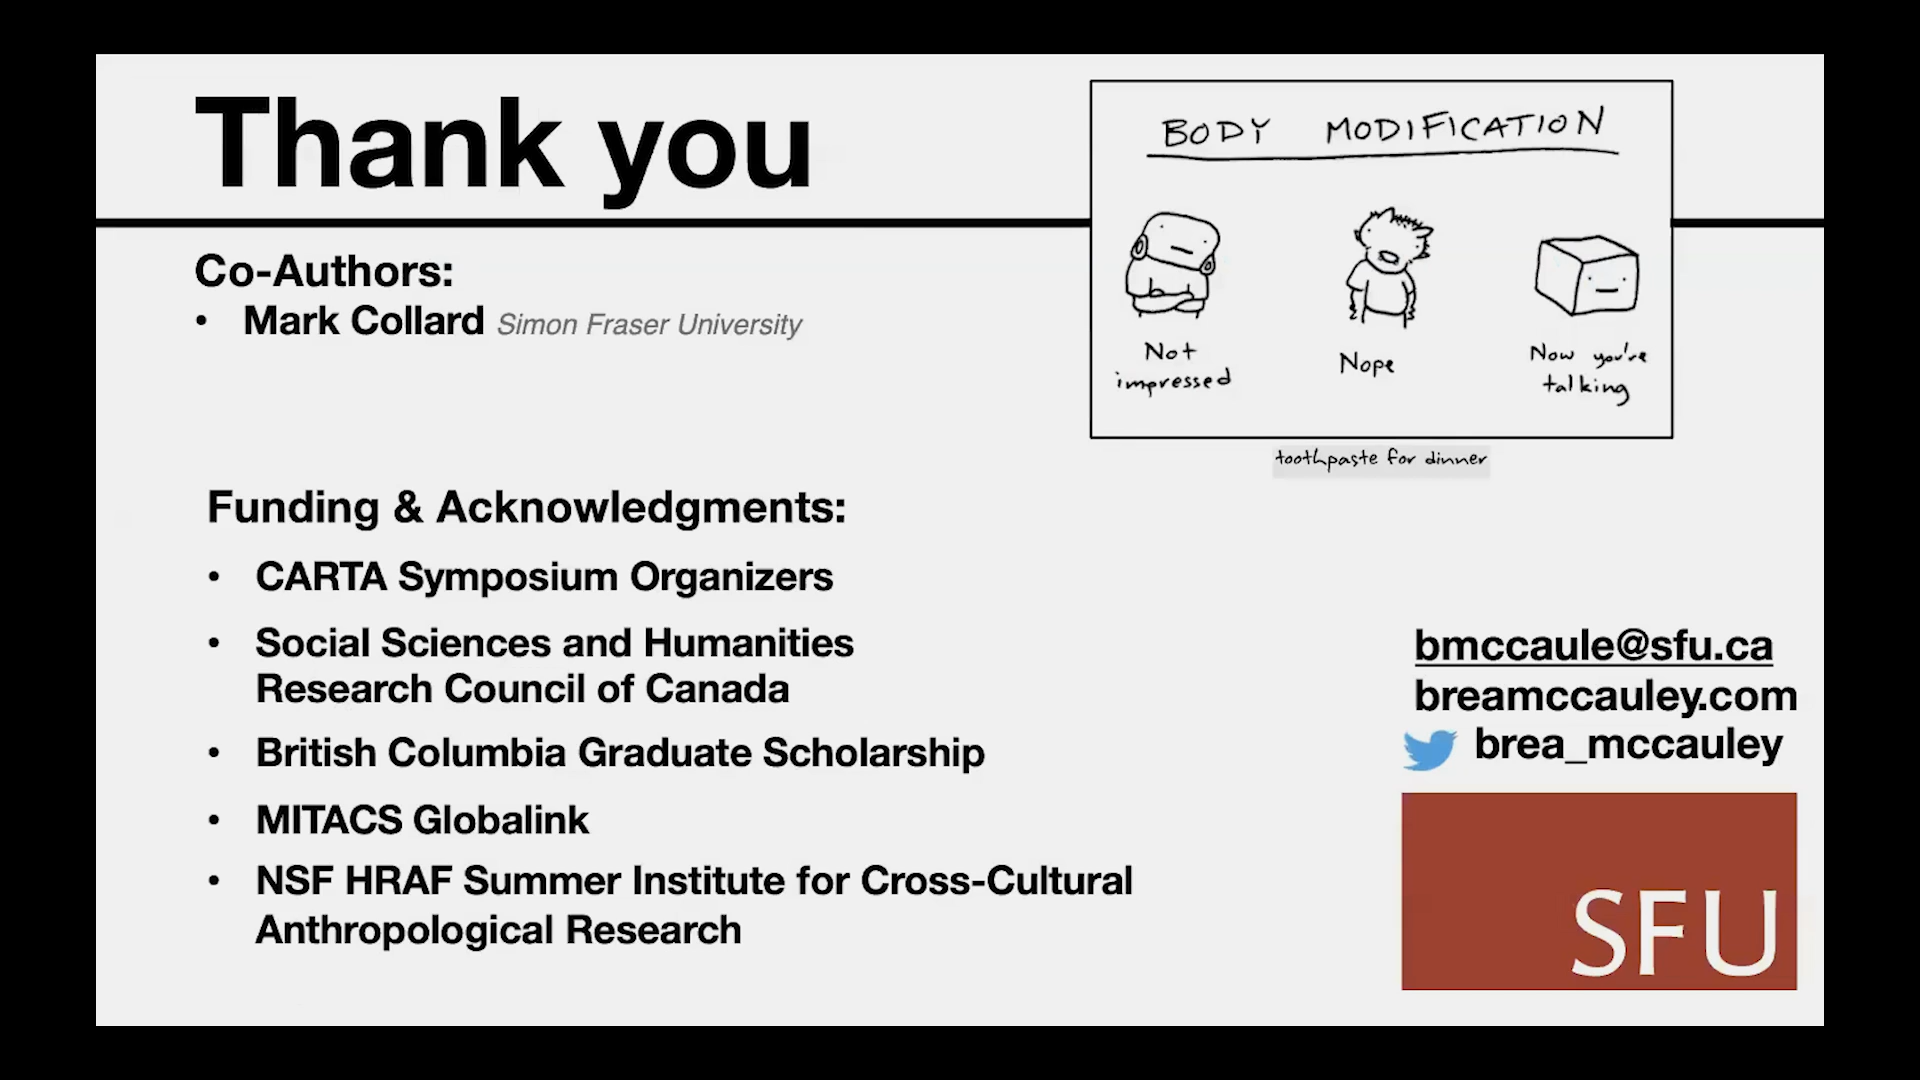 Thank you
Co-Authors:
• Mark Collard Simon Fraser University
BODY MODIFICATION
Not
impressed
Nope
Now you're
talking
toothpaste for dinner
Funding & Acknowledgments:
• CARTA Symposium Organizers
• Social Sciences and Humanities
Research Council of Canada
• British Columbia Graduate Scholarship
• MITACS Globalink
• NSF HRAF Summer Institute for Cross-Cultural
Anthropological Research
bmccaule@sfu.ca
breamccauley.com
brea_mccauley
SFU